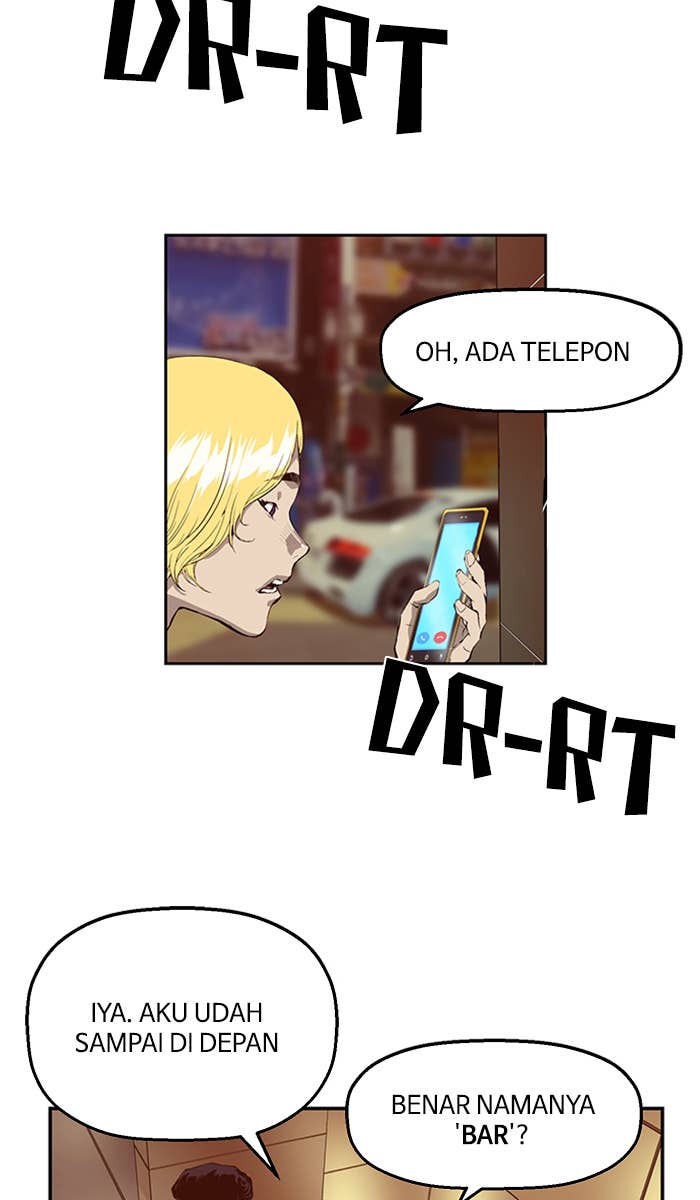 DR-RT
OH, ADA TELEPON
DR-RT
IYA. AKU UDAH
SAMPAI DI DEPAN
BENAR NAMANYA
'BAR'?